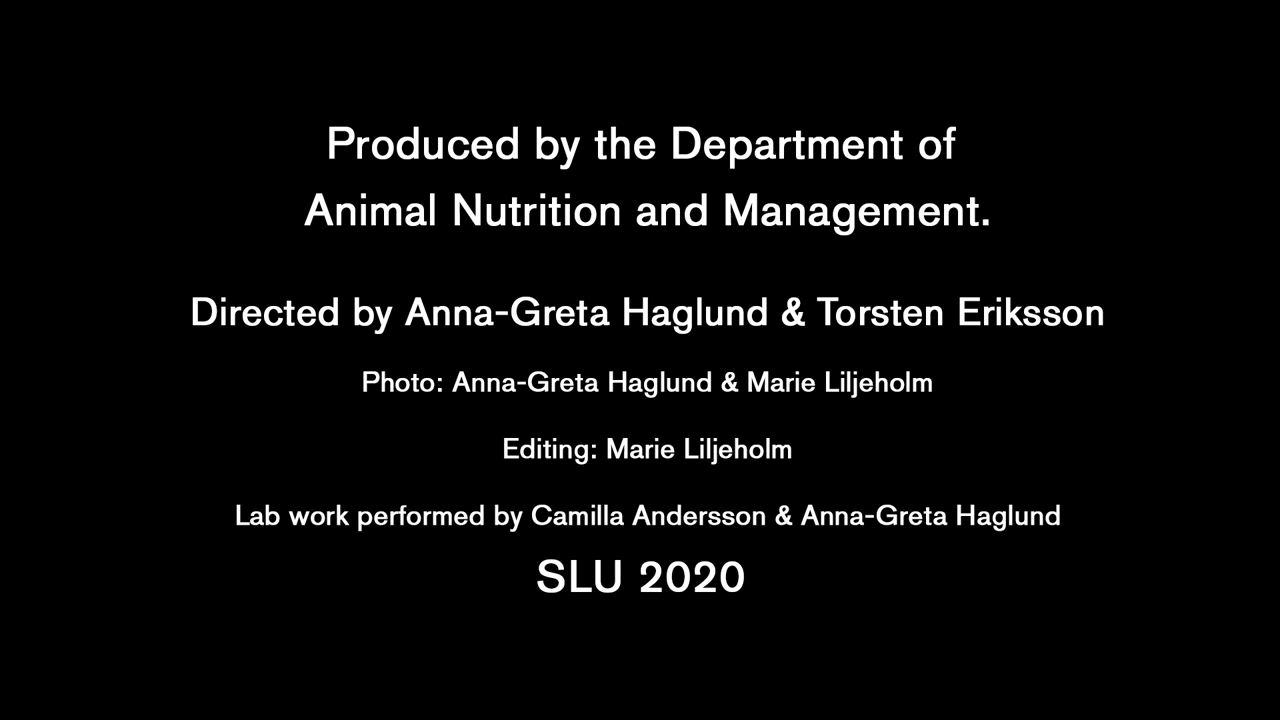 Produced by the Department of
Animal Nutrition and Management.
Directed by Anna-Greta Haglund & Torsten Eriksson
Photo: Anna-Greta Haglund & Marie Liljeholm
Editing: Marie Liljeholm
Lab work performed by Camilla Andersson & Anna-Greta Haglund
SLU 2020